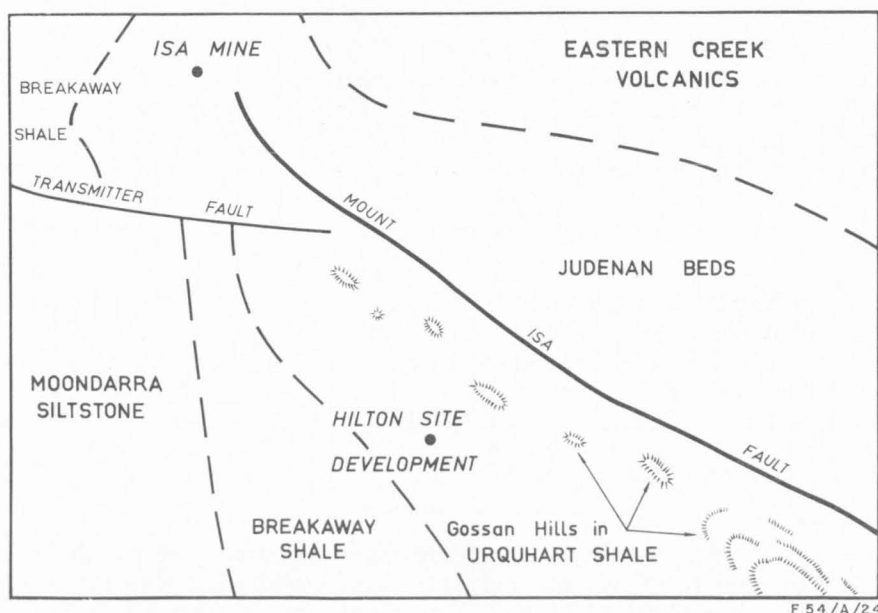 ISA MINE
EASTERN CREEK
VOLCANICS
BREAKAWAY
SHALE
TRANSMITTER FAULT
MOUNT ISA FAULT
JUDENAN BEDS
MOONDARRA
SILTSTONE
HILTON SITE
DEVELOPMENT
BREAKAWAY
SHALE
Gossan Hills in
URQUHART SHALE